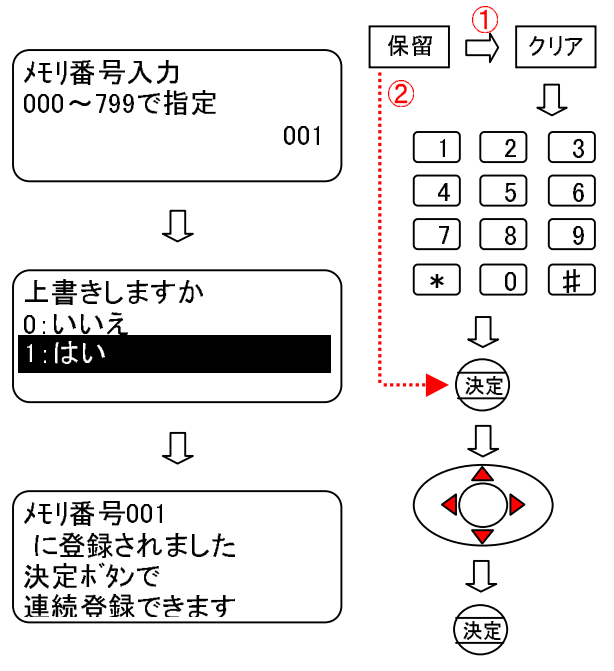 ﾒﾓﾘ番号入力
000～799で指定
001
上書きしますか
0:いいえ
1:はい
ﾒﾓﾘ番号001
に登録されました
決定ﾎﾞﾀﾝで
連続登録できます
①
保留
クリア
②
1 2 3
4 5 6
7 8 9
* 0 #
決定
決定